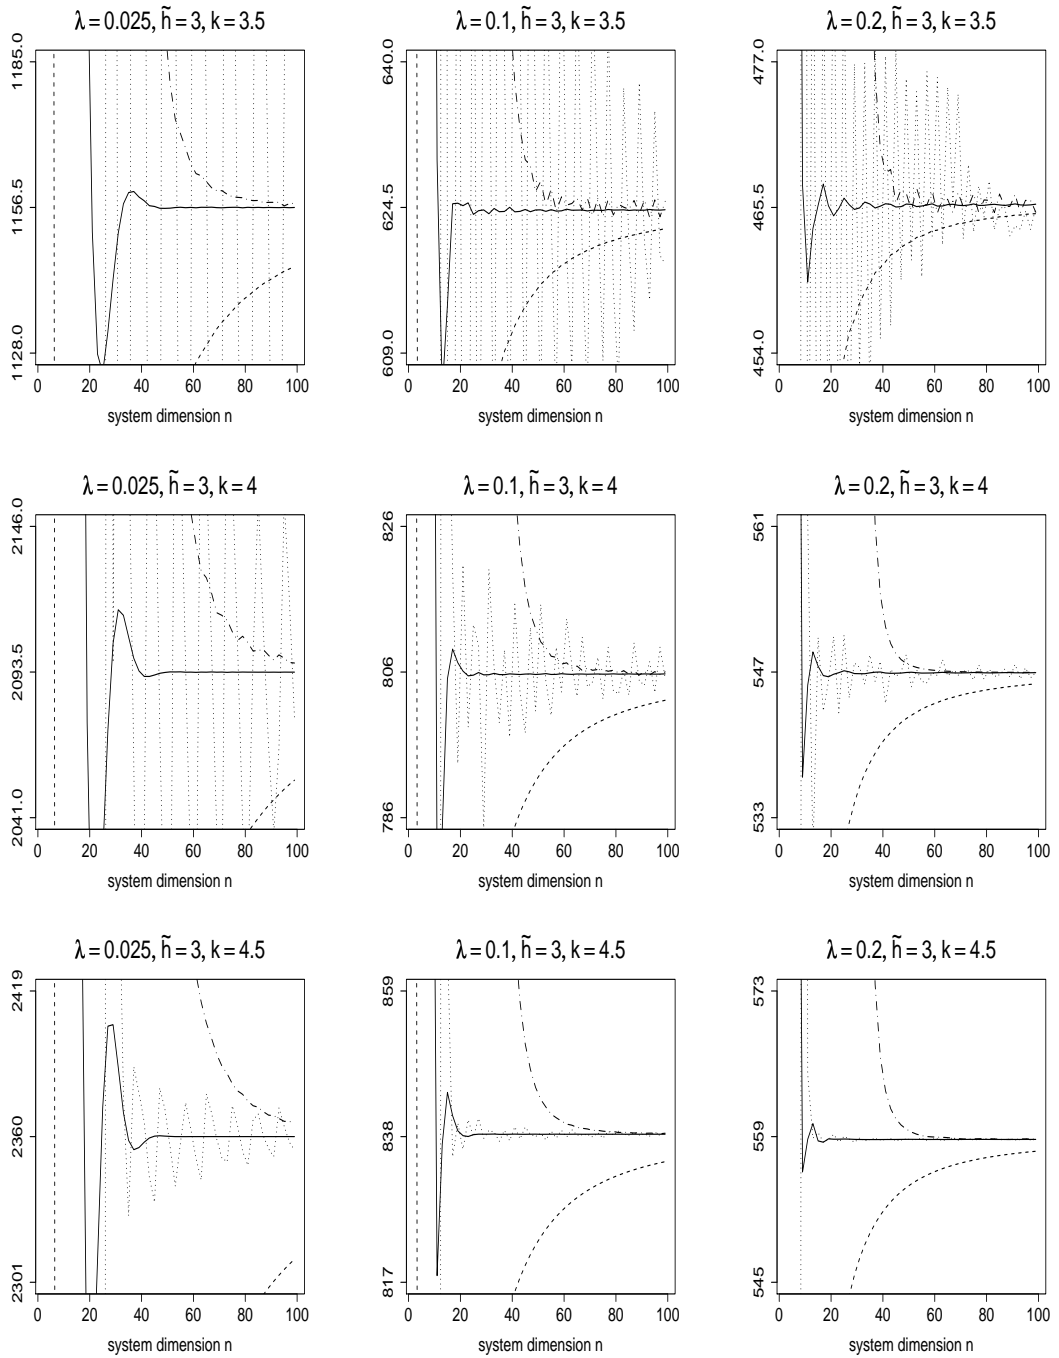 λ = 0.025, h̃ = 3, k = 3.5
1185.0
1156.5
1128.0
0 20 40 60 80 100
system dimension n
λ = 0.1, h̃ = 3, k = 3.5
640.0
624.5
609.0
0 20 40 60 80 100
system dimension n
λ = 0.2, h̃ = 3, k = 3.5
477.0
465.5
454.0
0 20 40 60 80 100
system dimension n
λ = 0.025, h̃ = 3, k = 4
2146.0
2093.5
2041.0
0 20 40 60 80 100
system dimension n
λ = 0.1, h̃ = 3, k = 4
826
806
786
0 20 40 60 80 100
system dimension n
λ = 0.2, h̃ = 3, k = 4
561
547
533
0 20 40 60 80 100
system dimension n
λ = 0.025, h̃ = 3, k = 4.5
2419
2360
2301
0 20 40 60 80 100
system dimension n
λ = 0.1, h̃ = 3, k = 4.5
859
838
817
0 20 40 60 80 100
system dimension n
λ = 0.2, h̃ = 3, k = 4.5
573
559
545
0 20 40 60 80 100
system dimension n